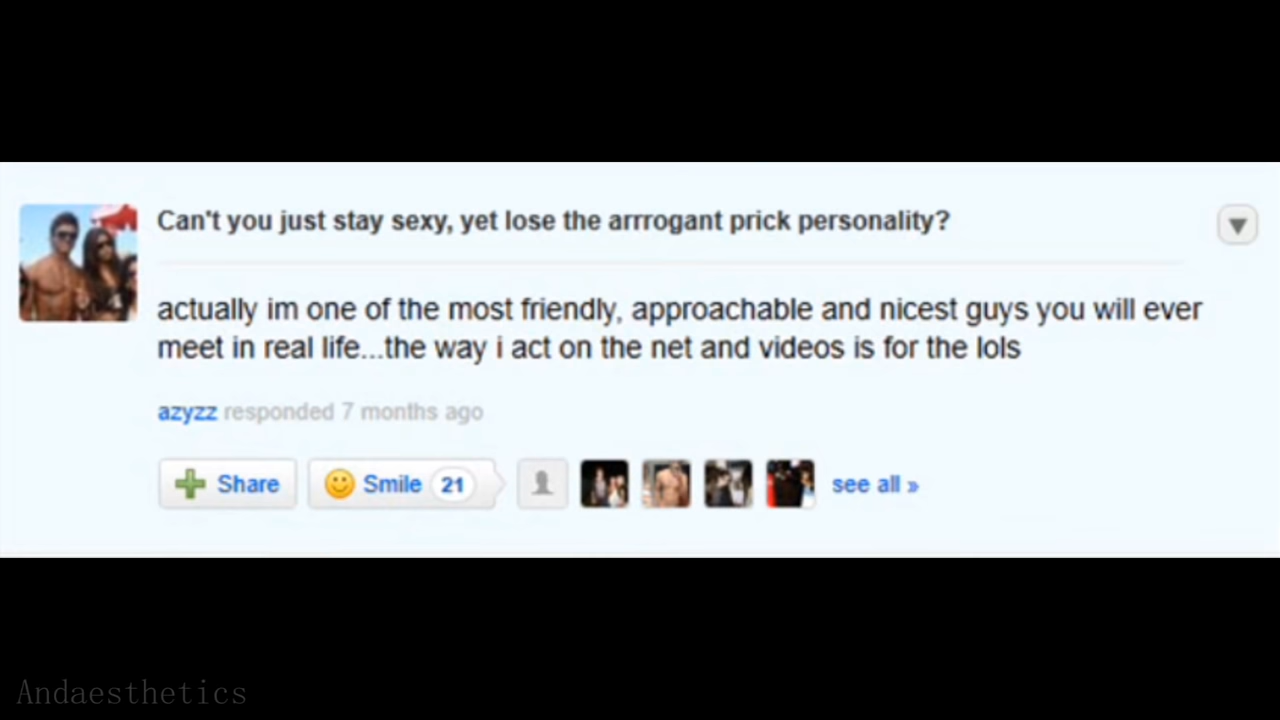 Can't you just stay sexy, yet lose the arrrogant prick personality?
actually im one of the most friendly, approachable and nicest guys you will ever
meet in real life...the way i act on the net and videos is for the lols
azyzz responded 7 months ago
Share Smile 21 see all »
Andaesthetics